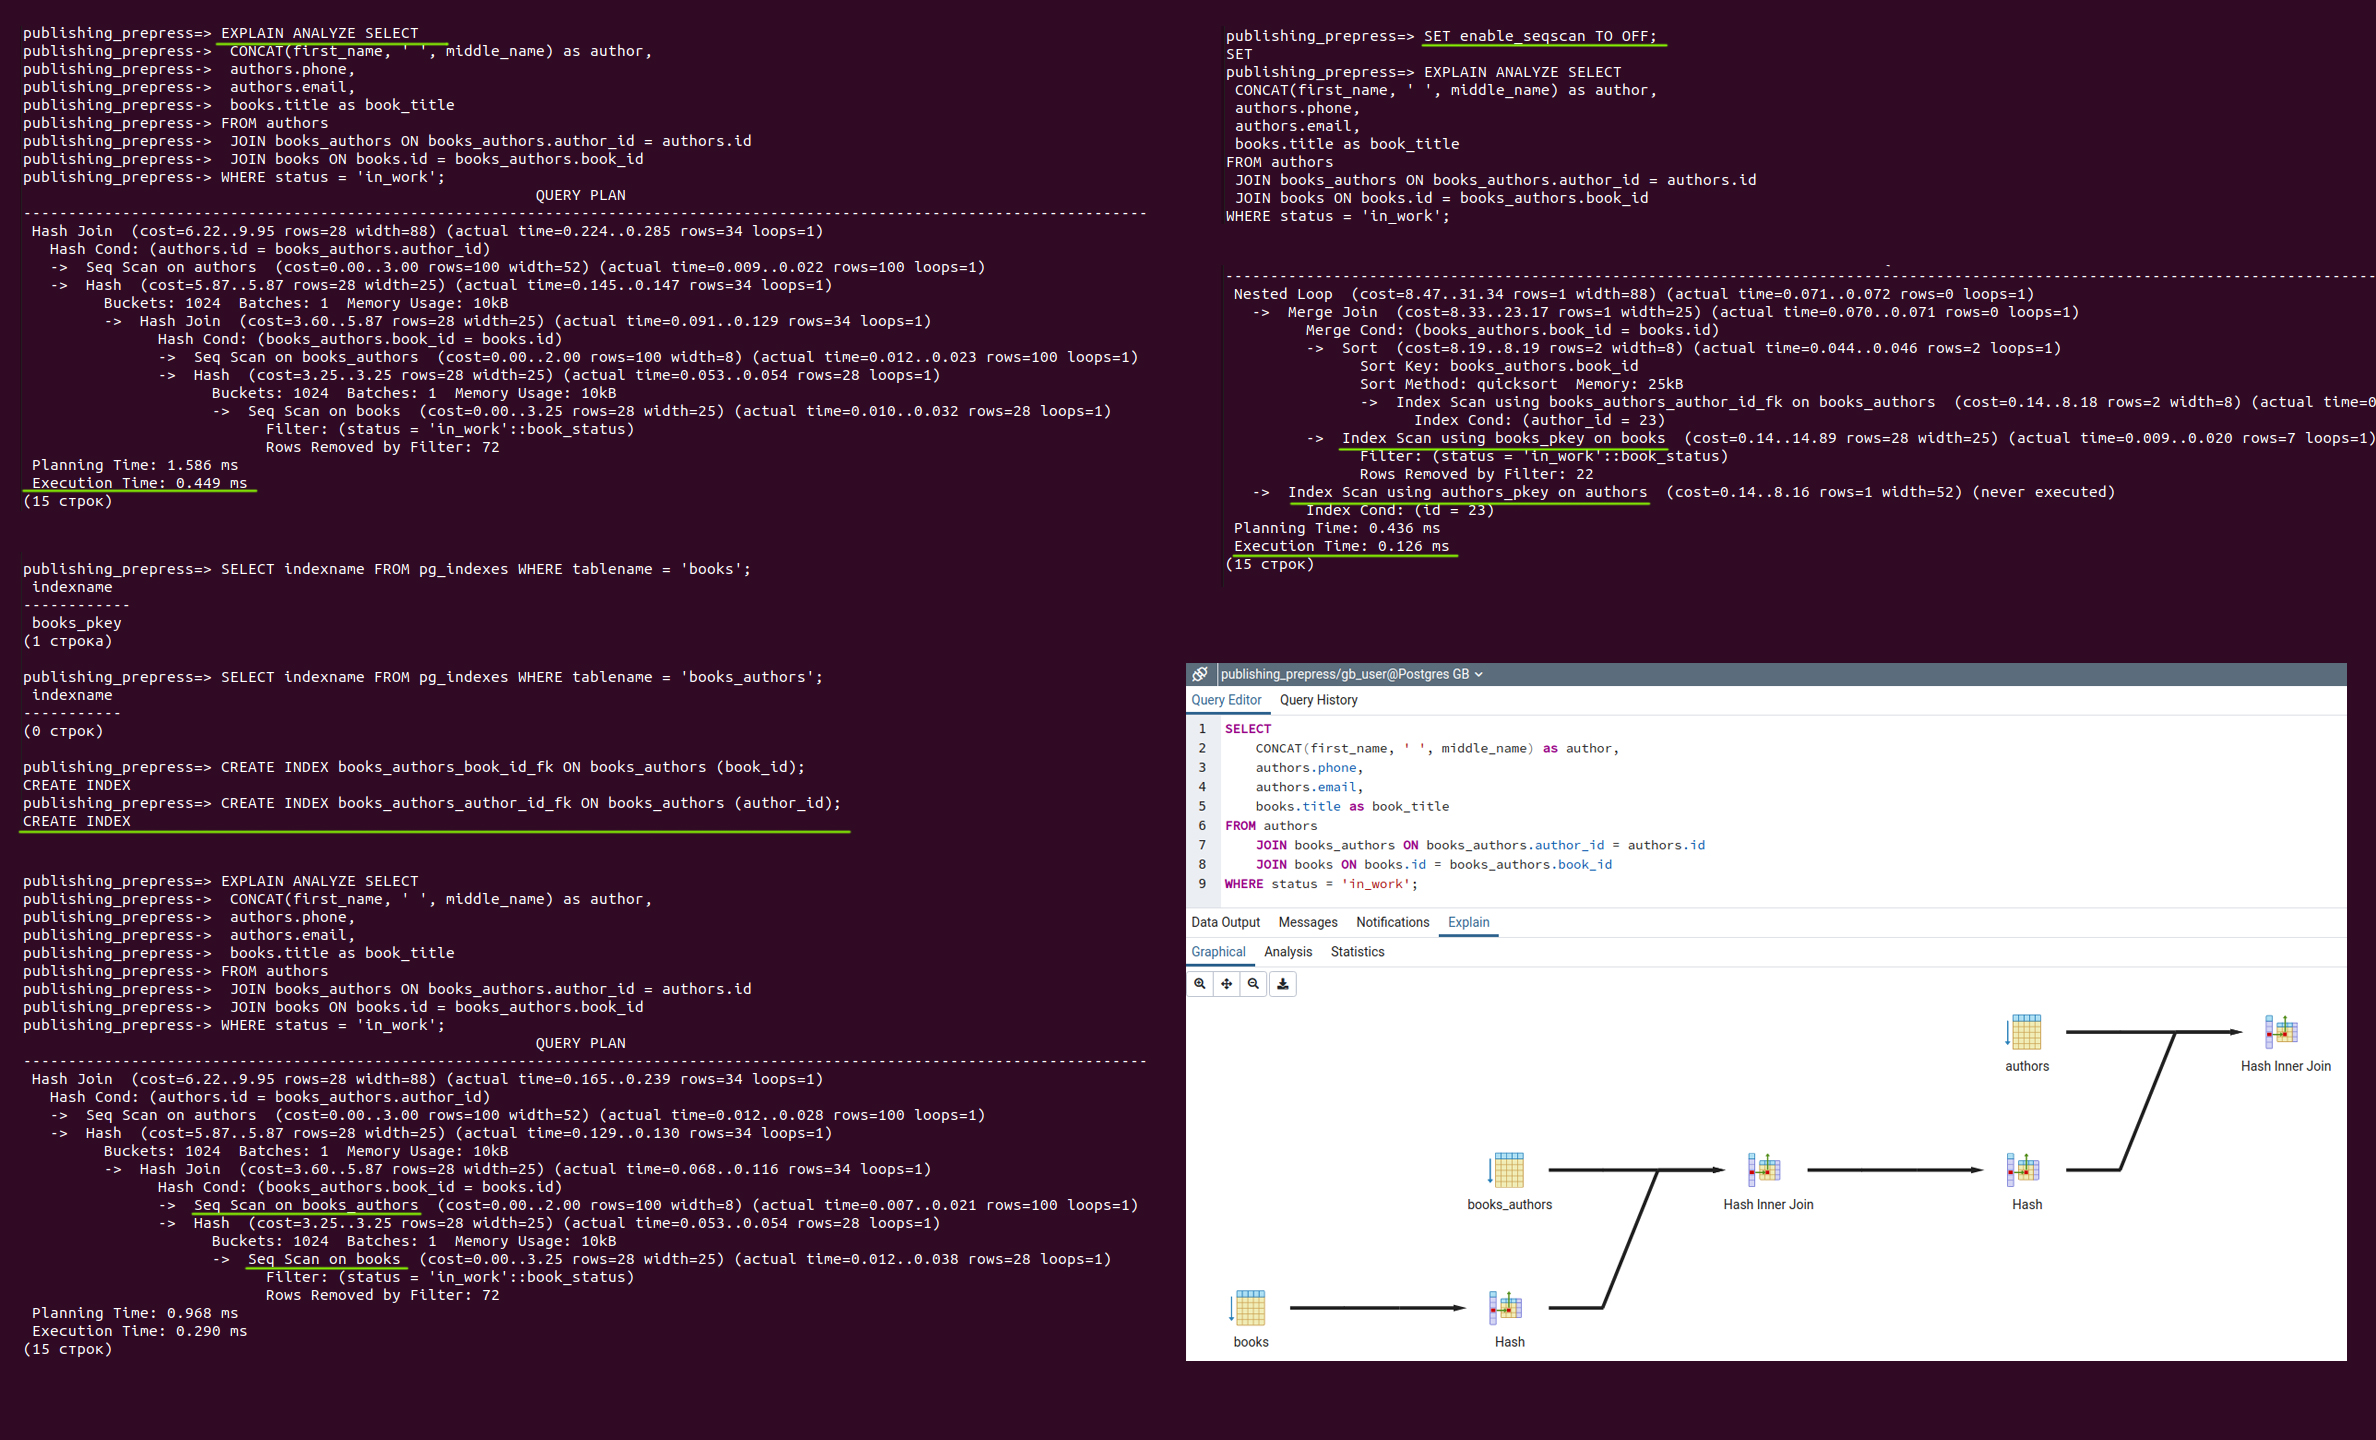 publishing_prepress=> EXPLAIN ANALYZE SELECT
publishing_prepress->  CONCAT(first_name, ' ', middle_name) as author,
publishing_prepress->  authors.phone,
publishing_prepress->  authors.email,
publishing_prepress->  books.title as book_title
publishing_prepress-> FROM authors
publishing_prepress->  JOIN books_authors ON books_authors.author_id = authors.id
publishing_prepress->  JOIN books ON books.id = books_authors.book_id
publishing_prepress-> WHERE status = 'in_work';
QUERY PLAN
-----------------------------------------------------------------------------------------------------------------------------
Hash Join  (cost=6.22..9.95 rows=28 width=88) (actual time=0.224..0.285 rows=34 loops=1)
Hash Cond: (authors.id = books_authors.author_id)
->  Seq Scan on authors  (cost=0.00..3.00 rows=100 width=52) (actual time=0.009..0.022 rows=100 loops=1)
->  Hash  (cost=5.87..5.87 rows=28 width=25) (actual time=0.145..0.147 rows=34 loops=1)
Buckets: 1024  Batches: 1  Memory Usage: 10kB
->  Hash Join  (cost=3.60..5.87 rows=28 width=25) (actual time=0.091..0.129 rows=34 loops=1)
Hash Cond: (books_authors.book_id = books.id)
->  Seq Scan on books_authors  (cost=0.00..2.00 rows=100 width=8) (actual time=0.012..0.023 rows=100 loops=1)
->  Hash  (cost=3.25..3.25 rows=28 width=25) (actual time=0.053..0.054 rows=28 loops=1)
Buckets: 1024  Batches: 1  Memory Usage: 10kB
->  Seq Scan on books  (cost=0.00..3.25 rows=28 width=25) (actual time=0.010..0.032 rows=28 loops=1)
Filter: (status = 'in_work'::book_status)
Rows Removed by Filter: 72
Planning Time: 1.586 ms
Execution Time: 0.449 ms
(15 строк)
publishing_prepress=> SELECT indexname FROM pg_indexes WHERE tablename = 'books';
indexname
------------
books_pkey
(1 строка)
publishing_prepress=> SELECT indexname FROM pg_indexes WHERE tablename = 'books_authors';
indexname
-----------
(0 строк)
publishing_prepress=> CREATE INDEX books_authors_book_id_fk ON books_authors (book_id);
CREATE INDEX
publishing_prepress=> CREATE INDEX books_authors_author_id_fk ON books_authors (author_id);
CREATE INDEX
publishing_prepress=> EXPLAIN ANALYZE SELECT
publishing_prepress->  CONCAT(first_name, ' ', middle_name) as author,
publishing_prepress->  authors.phone,
publishing_prepress->  authors.email,
publishing_prepress->  books.title as book_title
publishing_prepress-> FROM authors
publishing_prepress->  JOIN books_authors ON books_authors.author_id = authors.id
publishing_prepress->  JOIN books ON books.id = books_authors.book_id
publishing_prepress-> WHERE status = 'in_work';
QUERY PLAN
-----------------------------------------------------------------------------------------------------------------------------
Hash Join  (cost=6.22..9.95 rows=28 width=88) (actual time=0.165..0.239 rows=34 loops=1)
Hash Cond: (authors.id = books_authors.author_id)
->  Seq Scan on authors  (cost=0.00..3.00 rows=100 width=52) (actual time=0.012..0.028 rows=100 loops=1)
->  Hash  (cost=5.87..5.87 rows=28 width=25) (actual time=0.129..0.130 rows=34 loops=1)
Buckets: 1024  Batches: 1  Memory Usage: 10kB
->  Hash Join  (cost=3.60..5.87 rows=28 width=25) (actual time=0.068..0.116 rows=34 loops=1)
Hash Cond: (books_authors.book_id = books.id)
->  Seq Scan on books_authors  (cost=0.00..2.00 rows=100 width=8) (actual time=0.007..0.021 rows=100 loops=1)
->  Hash  (cost=3.25..3.25 rows=28 width=25) (actual time=0.053..0.054 rows=28 loops=1)
Buckets: 1024  Batches: 1  Memory Usage: 10kB
->  Seq Scan on books  (cost=0.00..3.25 rows=28 width=25) (actual time=0.012..0.038 rows=28 loops=1)
Filter: (status = 'in_work'::book_status)
Rows Removed by Filter: 72
Planning Time: 0.968 ms
Execution Time: 0.290 ms
(15 строк)
publishing_prepress=> SET enable_seqscan TO OFF;
SET
publishing_prepress=> EXPLAIN ANALYZE SELECT
CONCAT(first_name, ' ', middle_name) as author,
authors.phone,
authors.email,
books.title as book_title
FROM authors
JOIN books_authors ON books_authors.author_id = authors.id
JOIN books ON books.id = books_authors.book_id
WHERE status = 'in_work';
--------------------------------------------------------------------------------------------------------------------------------
Nested Loop  (cost=8.47..31.34 rows=1 width=88) (actual time=0.071..0.072 rows=0 loops=1)
->  Merge Join  (cost=8.33..23.17 rows=1 width=25) (actual time=0.070..0.071 rows=0 loops=1)
Merge Cond: (books_authors.book_id = books.id)
->  Sort  (cost=8.19..8.19 rows=2 width=8) (actual time=0.044..0.046 rows=2 loops=1)
Sort Key: books_authors.book_id
Sort Method: quicksort  Memory: 25kB
->  Index Scan using books_authors_author_id_fk on books_authors  (cost=0.14..8.18 rows=2 width=8) (actual time=0
Index Cond: (author_id = 23)
->  Index Scan using books_pkey on books  (cost=0.14..14.89 rows=28 width=25) (actual time=0.009..0.020 rows=7 loops=1)
Filter: (status = 'in_work'::book_status)
Rows Removed by Filter: 22
->  Index Scan using authors_pkey on authors  (cost=0.14..8.16 rows=1 width=52) (never executed)
Index Cond: (id = 23)
Planning Time: 0.436 ms
Execution Time: 0.126 ms
(15 строк)
publishing_prepress/gb_user@Postgres GB
Query Editor  Query History
1 SELECT
2 CONCAT(first_name, ' ', middle_name) as author,
3 authors.phone,
4 authors.email,
5 books.title as book_title
6 FROM authors
7 JOIN books_authors ON books_authors.author_id = authors.id
8 JOIN books ON books.id = books_authors.book_id
9 WHERE status = 'in_work';
Data Output  Messages  Notifications  Explain
Graphical  Analysis  Statistics
authors  Hash Inner Join
books_authors  Hash Inner Join  Hash
books  Hash